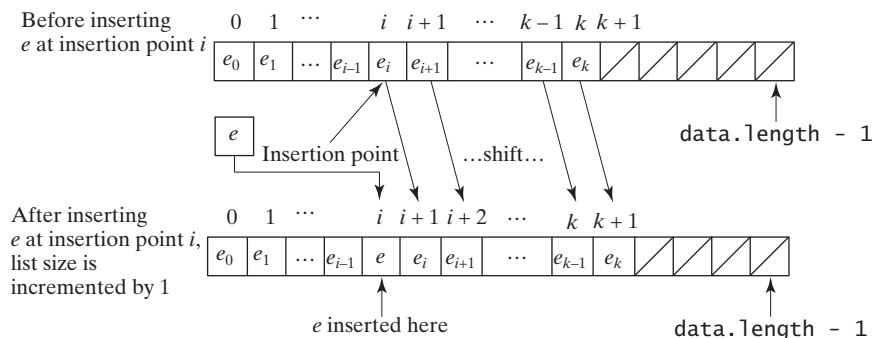 Before inserting
e at insertion point i
0 1 … i i + 1 … k – 1 k k + 1
e0 e1 … ei–1 ei ei+1 … ek–1 ek
e
Insertion point
…shift…
data.length - 1
After inserting
e at insertion point i,
list size is
incremented by 1
0 1 … i i + 1 i + 2 … k k + 1
e0 e1 … ei–1 e ei ei+1 … ek–1 ek
e inserted here
data.length - 1